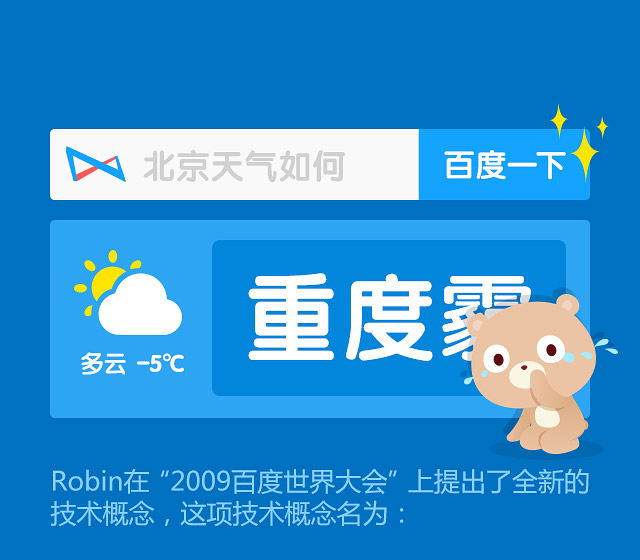 北京天气如何
百度一下
重度霾
多云 -5℃
Robin在“2009百度世界大会”上提出了全新的
技术概念，这项技术概念名为：